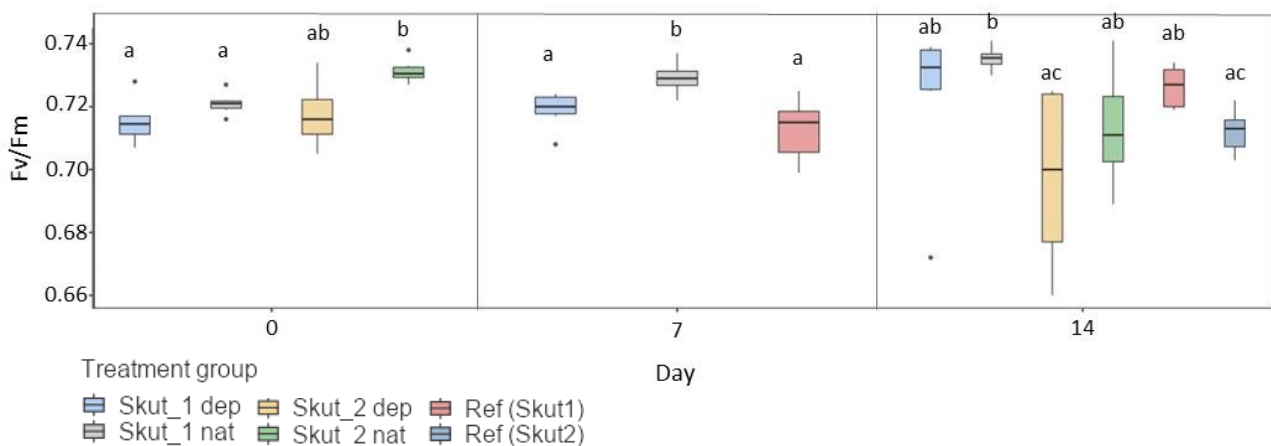 ab b
ab b ab ab
0.74 a a b a ac ac
0.72
Fv/Fm
0.70
0.68
0.66
0 7 14
Treatment group Day
Skut_1 dep Skut_2 dep Ref (Skut1)
Skut_1 nat Skut_2 nat Ref (Skut2)